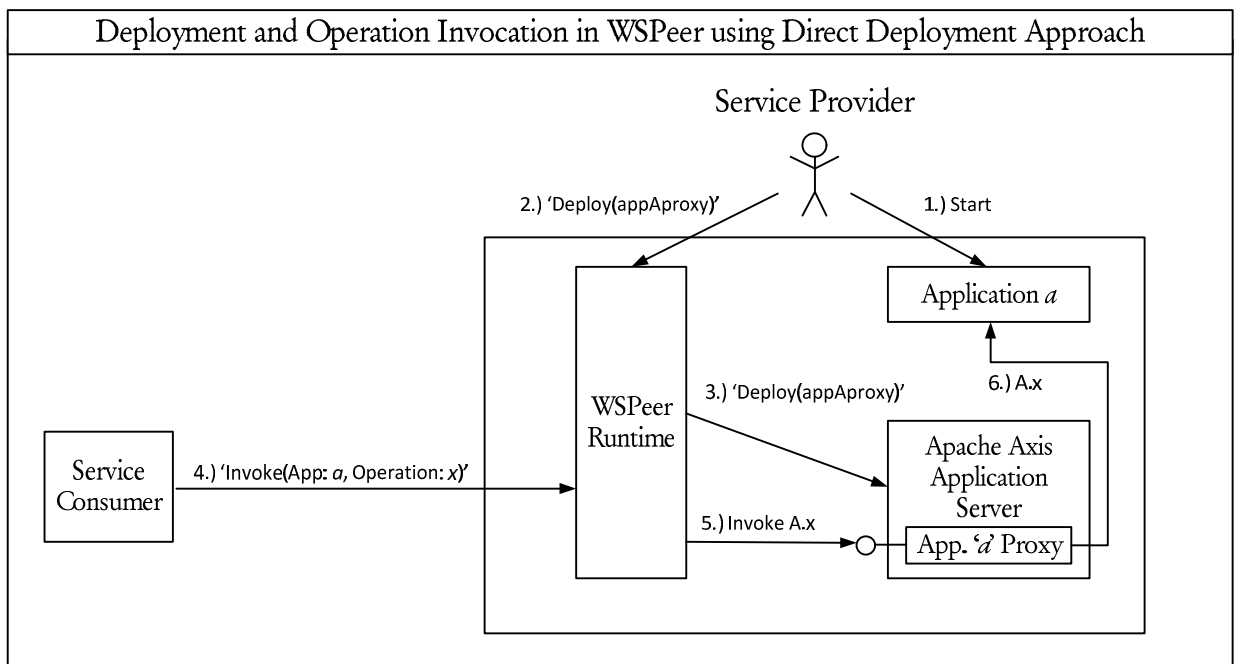 Deployment and Operation Invocation in WSPeer using Direct Deployment Approach
Service Provider
2.) ‘Deploy(appAproxy)’
1.) Start
Application a
6.) A.x
3.) ‘Deploy(appAproxy)’
WSPeer
Runtime
Apache Axis
Application
Server
Service
Consumer
4.) ‘Invoke(App: a, Operation: x)’
5.) Invoke A.x
App. ‘a’ Proxy